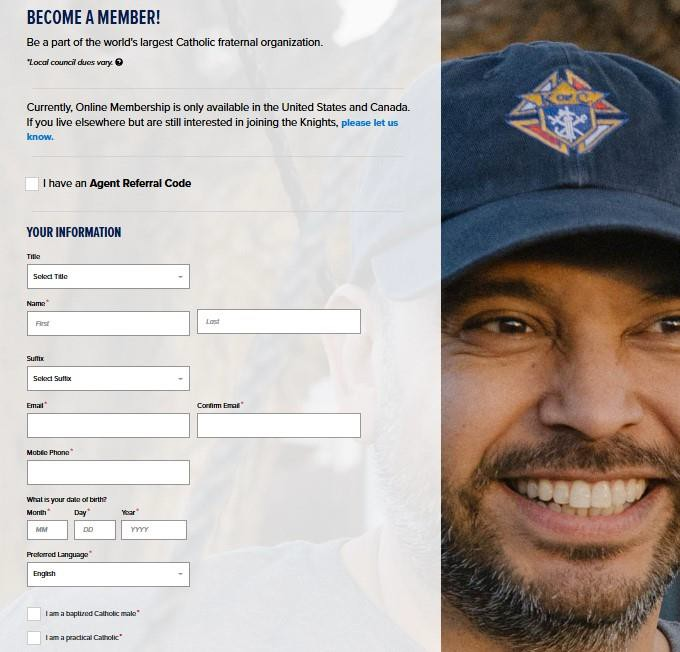 BECOME A MEMBER!
Be a part of the world's largest Catholic fraternal organization.
*Local council dues vary. ?
Currently, Online Membership is only available in the United States and Canada.
If you live elsewhere but are still interested in joining the Knights, please let us
know.
I have an Agent Referral Code
YOUR INFORMATION
Title
Select Title
Name*
First
Last
Suffix
Select Suffix
Email* Confirm Email*
Mobile Phone*
What is your date of birth?
Month* Day* Year*
MM DD YYYY
Preferred Language*
English
I am a baptized Catholic male*
I am a practical Catholic*